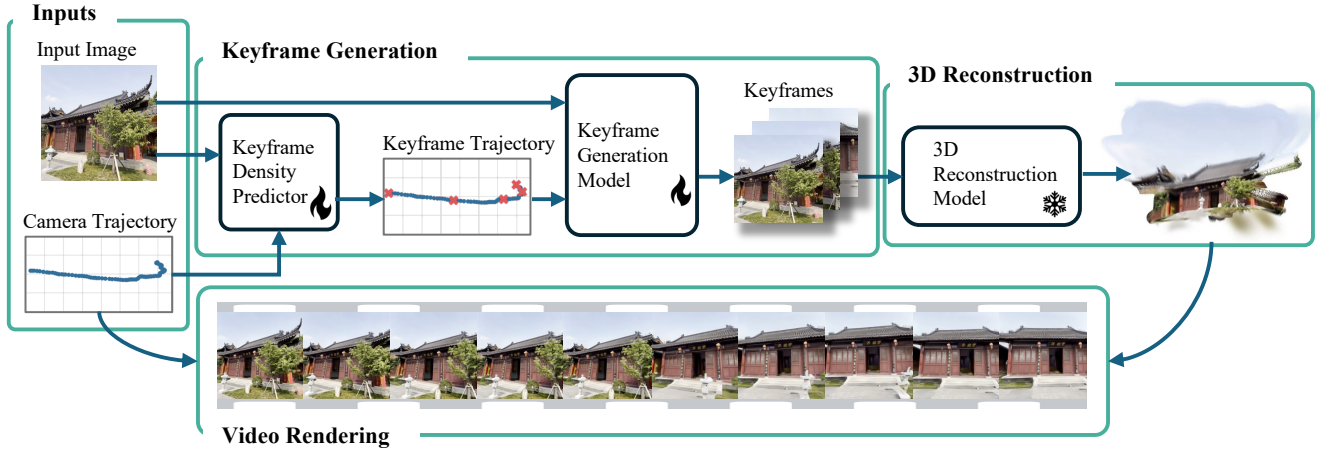 Inputs
Input Image
Camera Trajectory
Keyframe Generation
Keyframe
Density
Predictor
Keyframe Trajectory
Keyframe
Generation
Model
Keyframes
3D Reconstruction
3D
Reconstruction
Model
Video Rendering